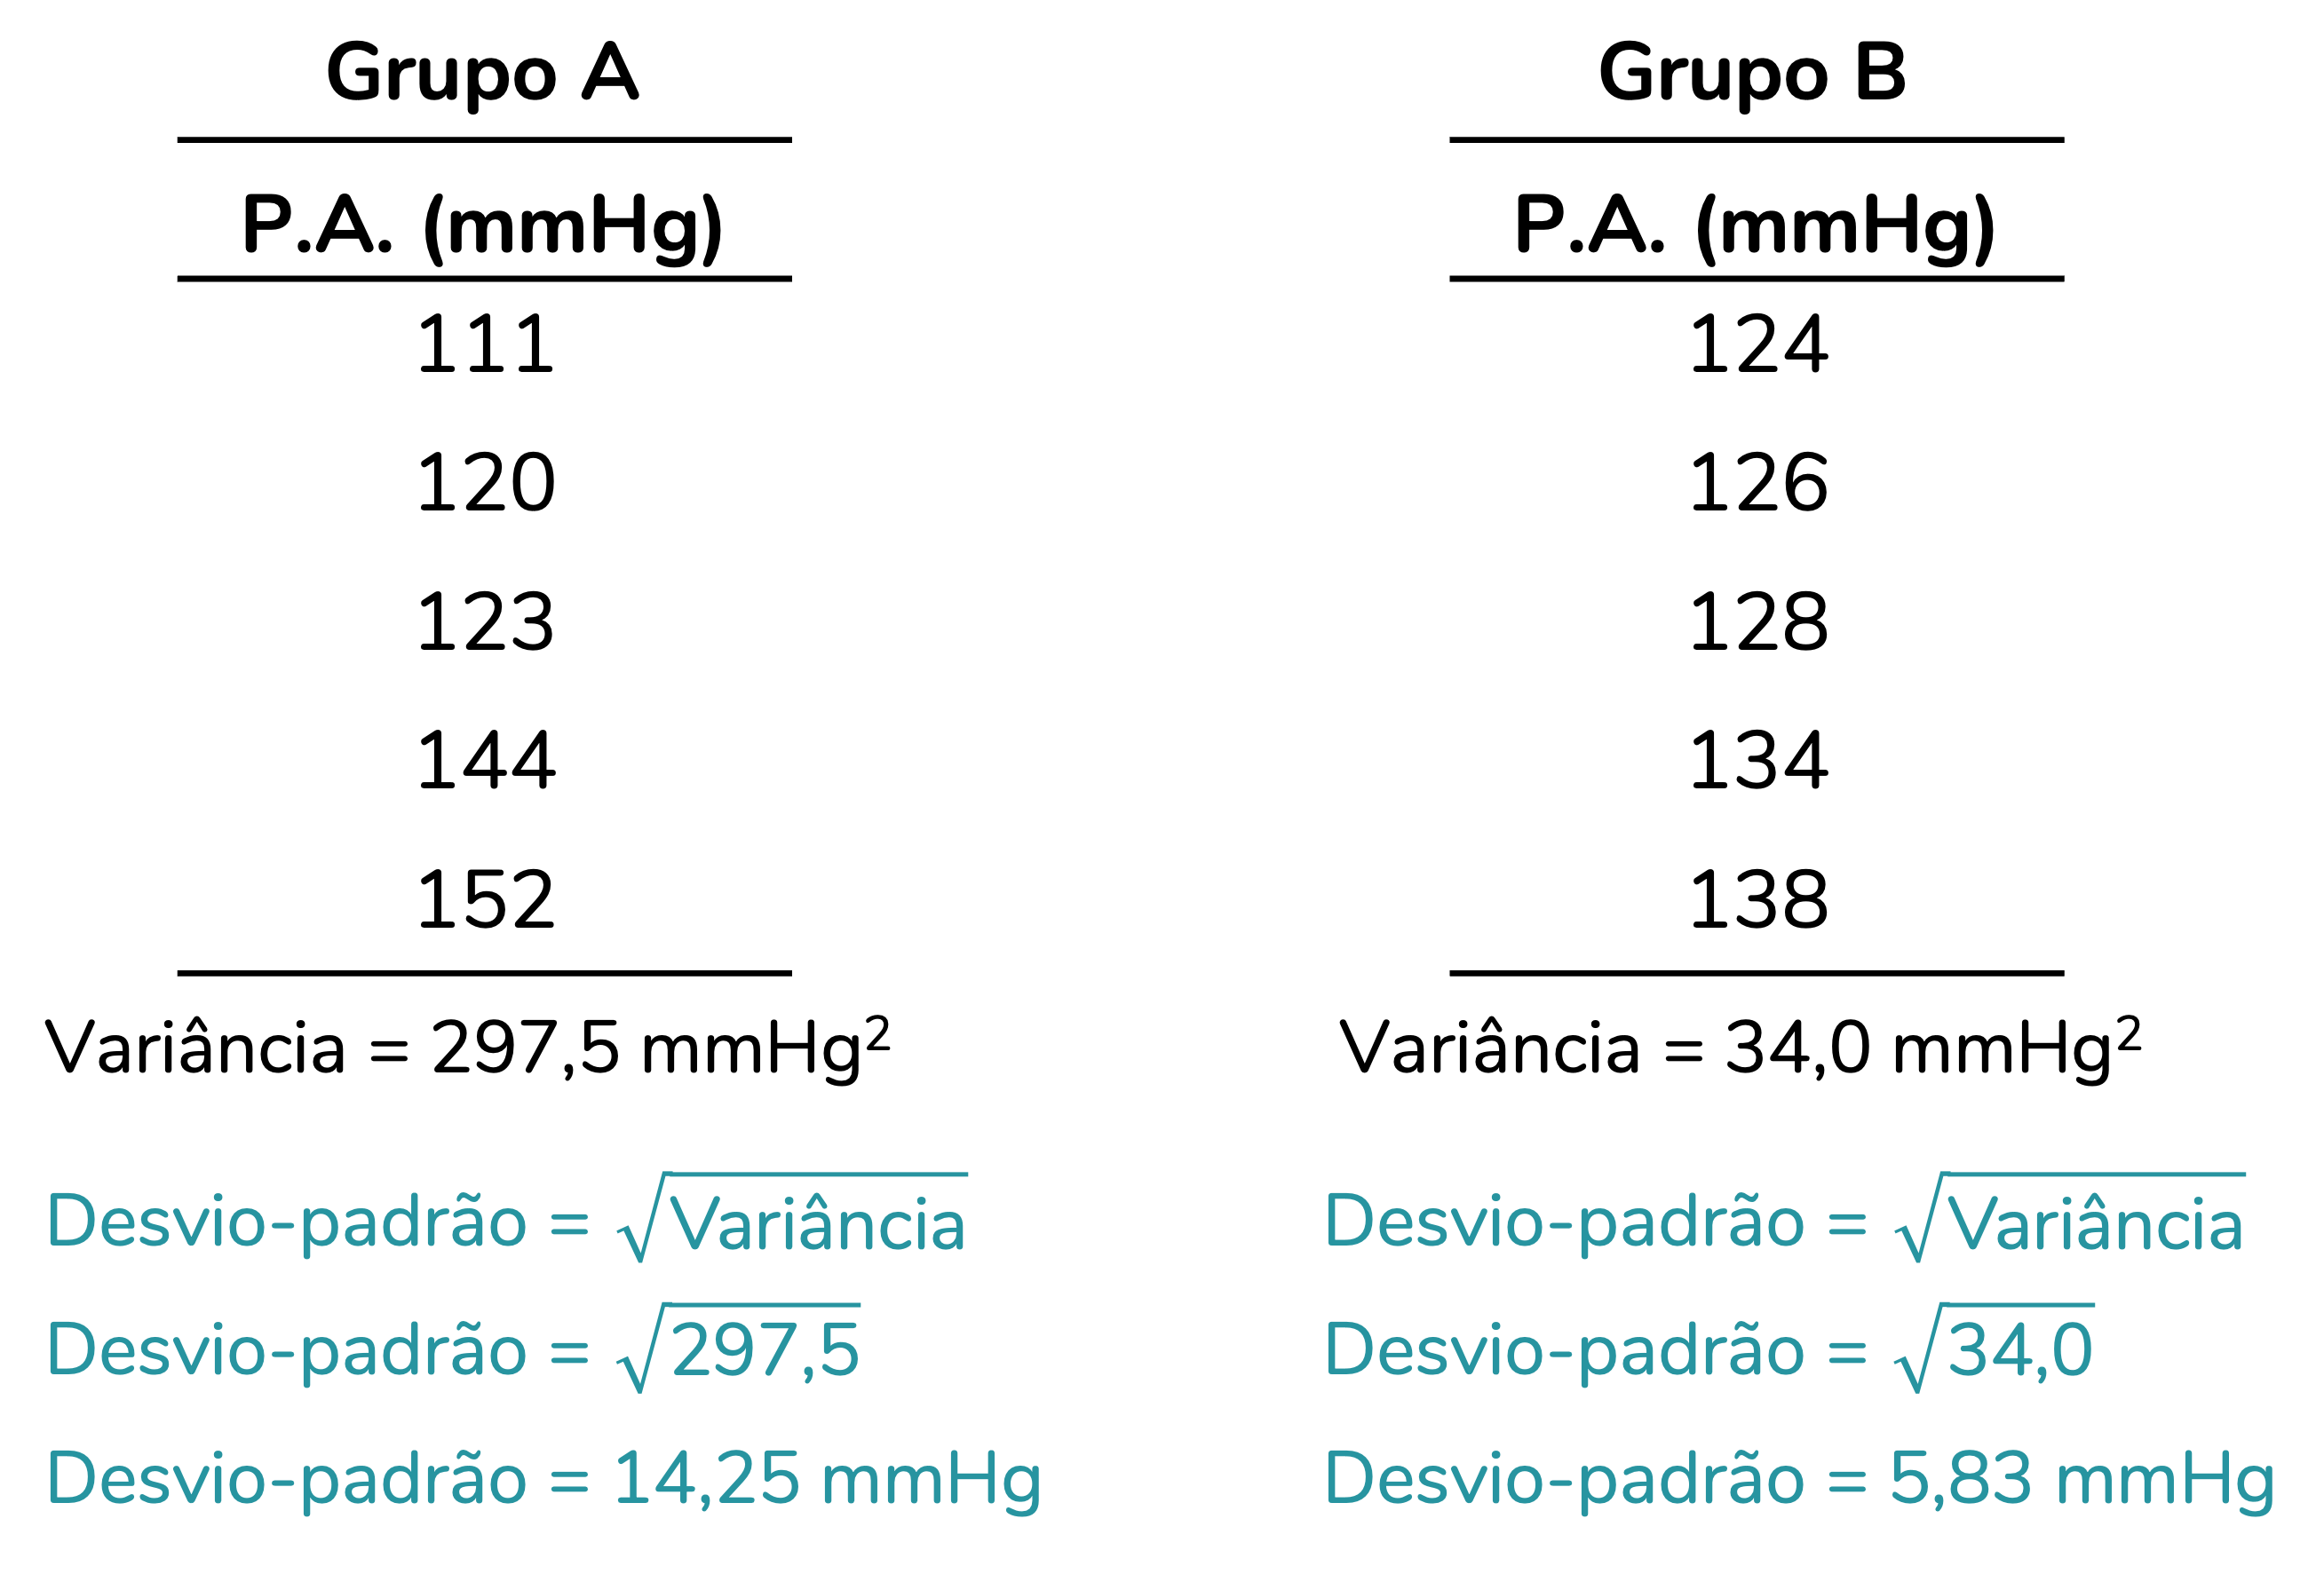 Grupo A
P.A. (mmHg)
111
120
123
144
152
Variância = 297,5 mmHg²
Desvio-padrão = √Variância
Desvio-padrão = √297,5
Desvio-padrão = 14,25 mmHg
Grupo B
P.A. (mmHg)
124
126
128
134
138
Variância = 34,0 mmHg²
Desvio-padrão = √Variância
Desvio-padrão = √34,0
Desvio-padrão = 5,83 mmHg